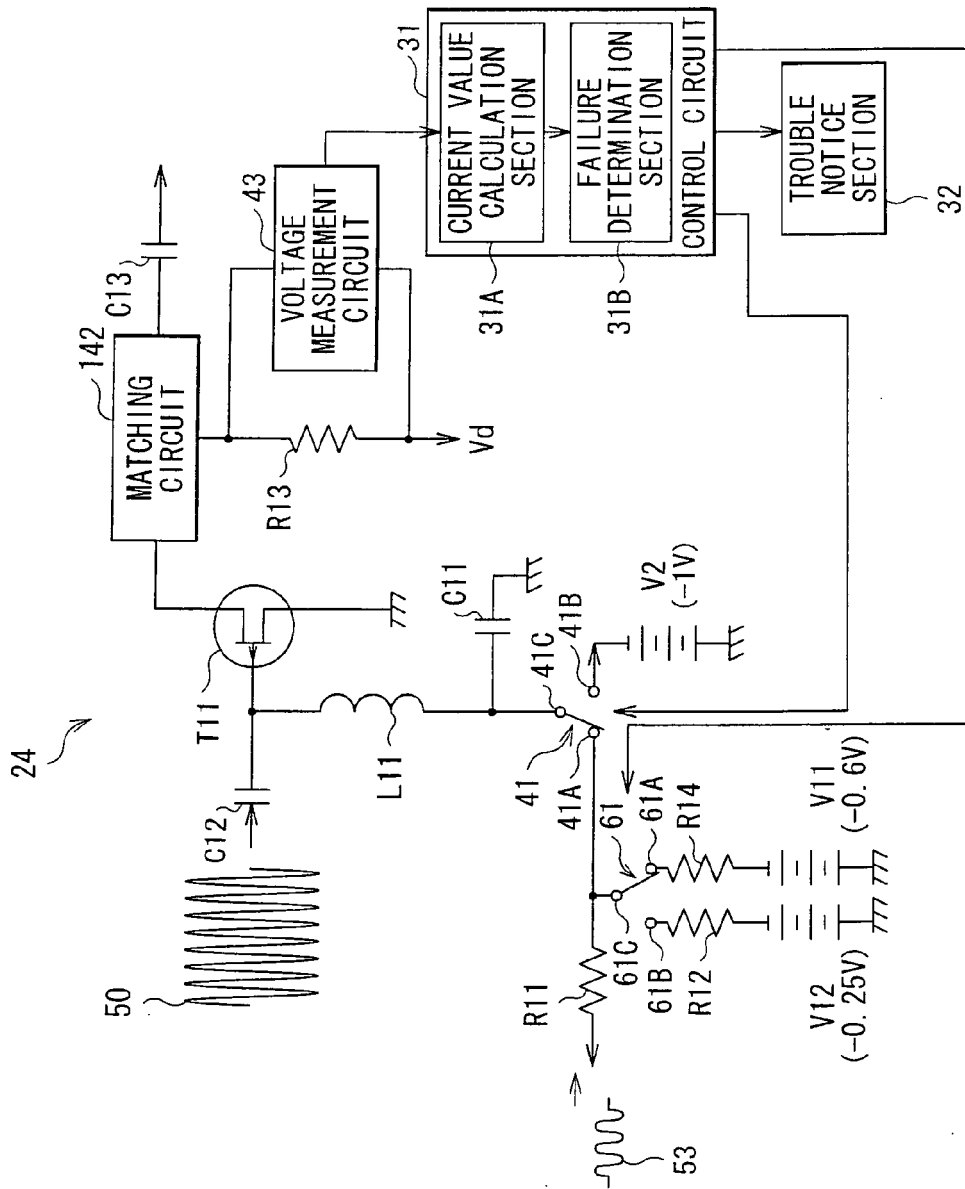 24
50
C12
T11
142
MATCHING
CIRCUIT
C13
43
VOLTAGE
MEASUREMENT
CIRCUIT
R13
Vd
31
CURRENT VALUE
CALCULATION
SECTION
31A
FAILURE
DETERMINATION
SECTION
31B
CONTROL CIRCUIT
TROUBLE
NOTICE
SECTION
32
L11
C11
41C
41
41A
41B
V2
(-1V)
53
R11
61C
61
61A
61B
R12
R14
V12
(-0.25V)
V11
(-0.6V)